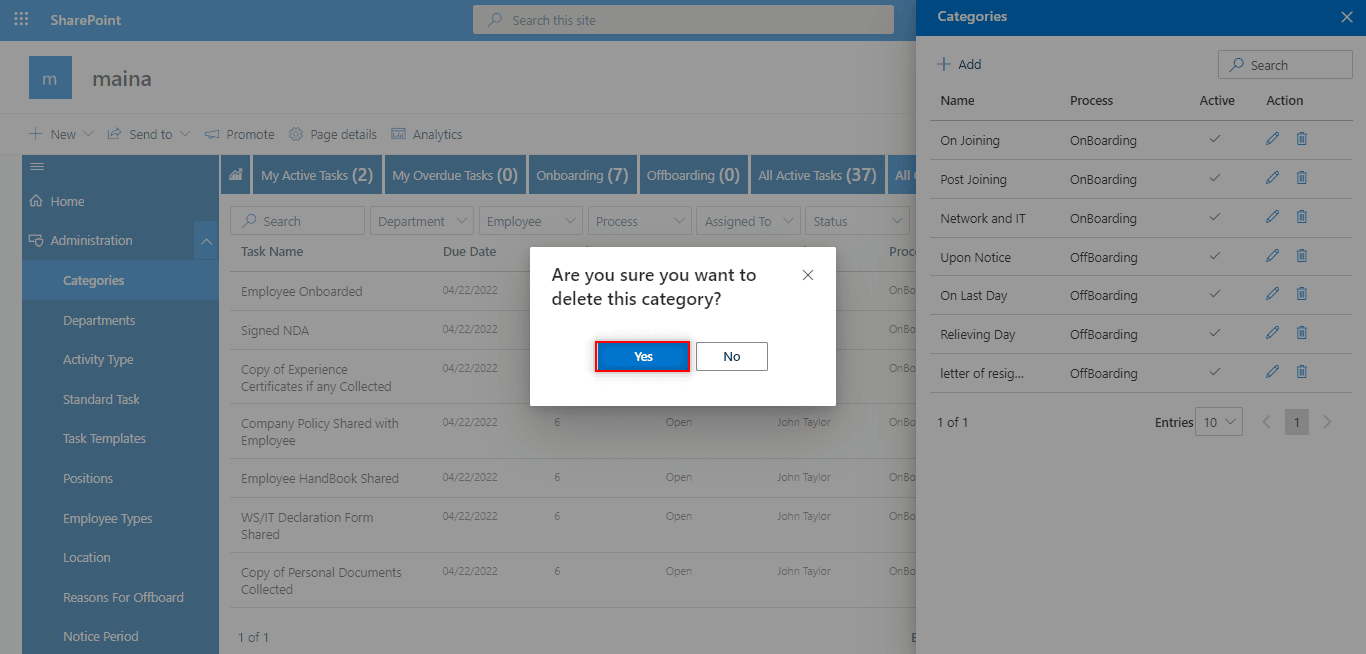 SharePoint
Search this site
Categories
m
maina
Add
Search
Name Process Active Action
New Send to Promote Page details Analytics
On Joining OnBoarding
Post Joining OnBoarding
Network and IT OnBoarding
Upon Notice OffBoarding
On Last Day OffBoarding
Relieving Day OffBoarding
letter of resig... OffBoarding
1 of 1 Entries 10 1
Home
Administration
Categories
Departments
Activity Type
Standard Task
Task Templates
Positions
Employee Types
Location
Reasons For Offboard
Notice Period
My Active Tasks (2) My Overdue Tasks (0) Onboarding (7) Offboarding (0) All Active Tasks (37) All
Search Department Employee Process Assigned To Status
Task Name Due Date
Employee Onboarded 04/22/2022
Signed NDA 04/22/2022
Copy of Experience 04/22/2022
Certificates if any Collected
Company Policy Shared with 04/22/2022 6 Open John Taylor
Employee
Employee HandBook Shared 04/22/2022 6 Open John Taylor
WS/IT Declaration Form 04/22/2022 6 Open John Taylor
Shared
Copy of Personal Documents 04/22/2022 6 Open John Taylor
Collected
1 of 1
Are you sure you want to
delete this category?
Yes No